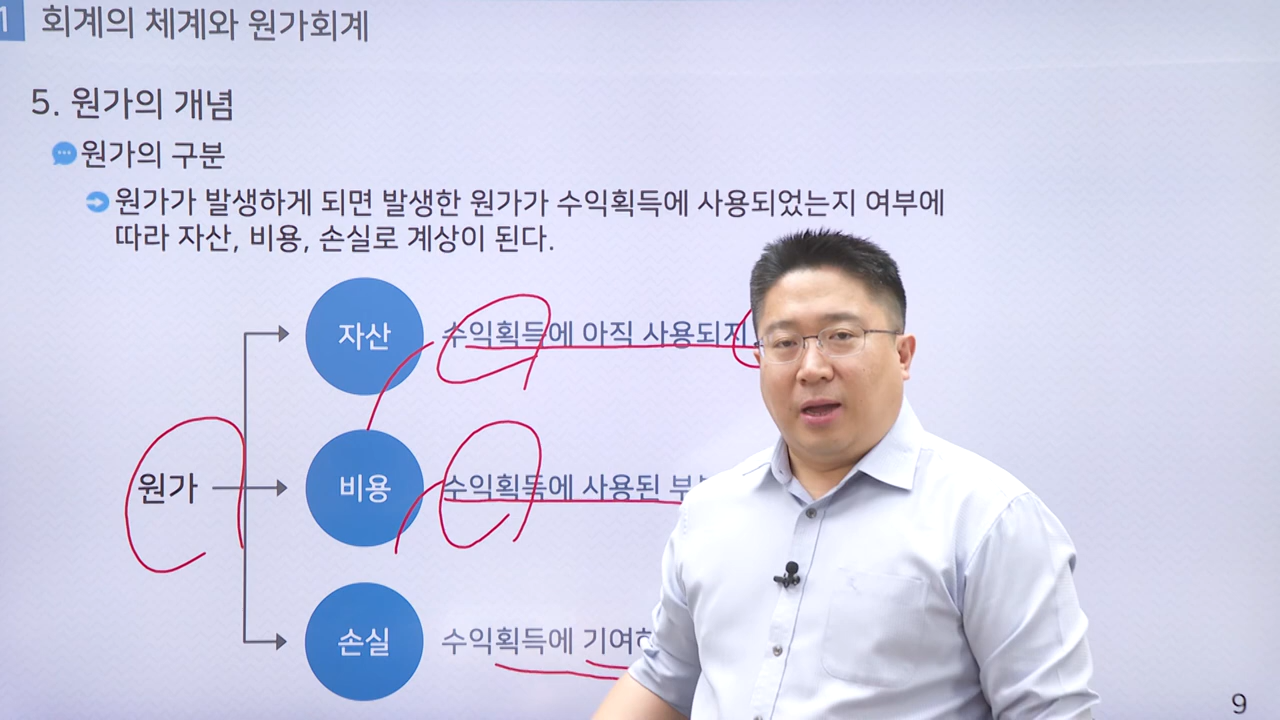 1 회계의 체계와 원가회계
5. 원가의 개념
원가의 구분
원가가 발생하게 되면 발생한 원가가 수익획득에 사용되었는지 여부에
따라 자산, 비용, 손실로 계상이 된다.
자산 수익획득에 아직 사용되지
원가 비용 수익획득에 사용된
손실 수익획득에
9